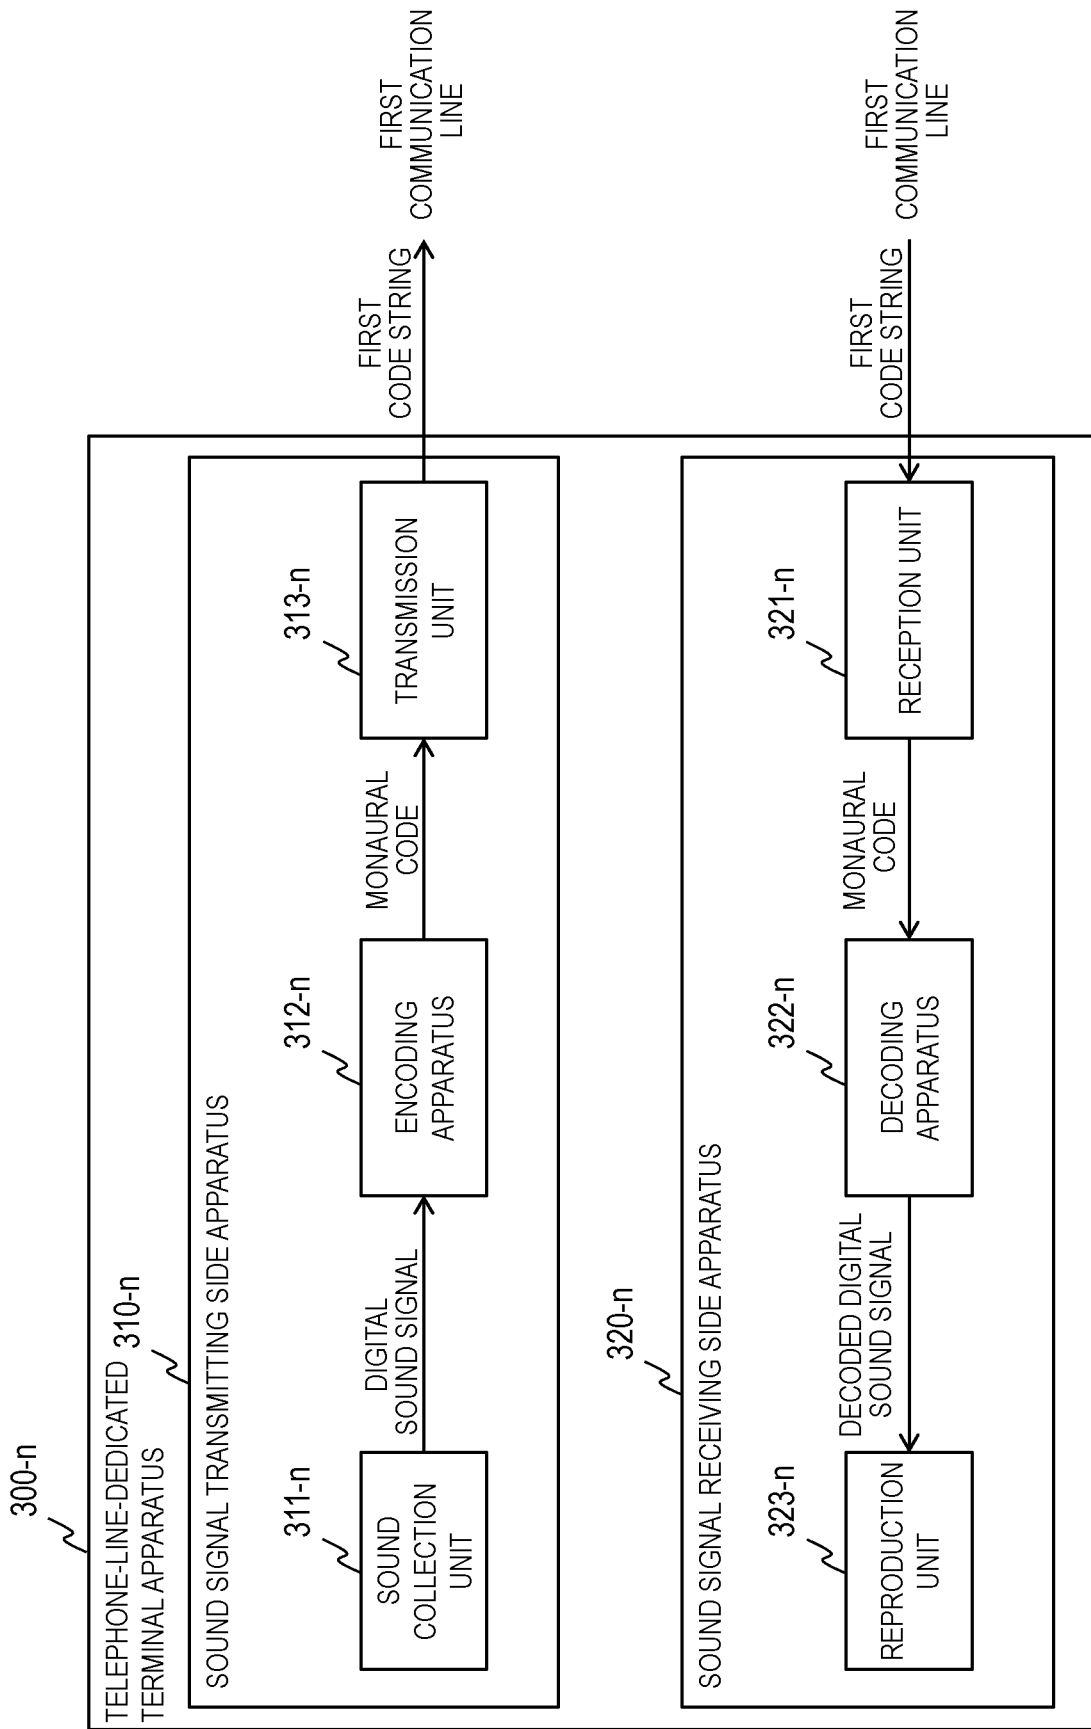 300-n
TELEPHONE-LINE-DEDICATED
TERMINAL APPARATUS
310-n
SOUND SIGNAL TRANSMITTING SIDE APPARATUS
311-n
SOUND
COLLECTION
UNIT
DIGITAL
SOUND SIGNAL
312-n
ENCODING
APPARATUS
MONAURAL
CODE
313-n
TRANSMISSION
UNIT
FIRST
CODE STRING
FIRST
COMMUNICATION
LINE
320-n
SOUND SIGNAL RECEIVING SIDE APPARATUS
323-n
REPRODUCTION
UNIT
DECODED DIGITAL
SOUND SIGNAL
322-n
DECODING
APPARATUS
MONAURAL
CODE
321-n
RECEPTION UNIT
FIRST
CODE STRING
FIRST
COMMUNICATION
LINE